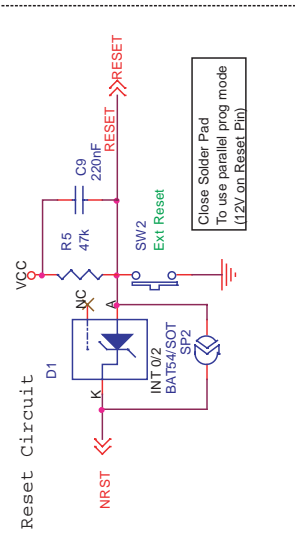 Reset Circuit
VCC
R5
47k
C9
220nF
RESET
RESET
NC
D1
K
A
NRST
INT 0/2
BAT54/SOT
SP2
SW2
Ext Reset
Close Solder Pad
To use parallel prog mode
(12V on Reset Pin)